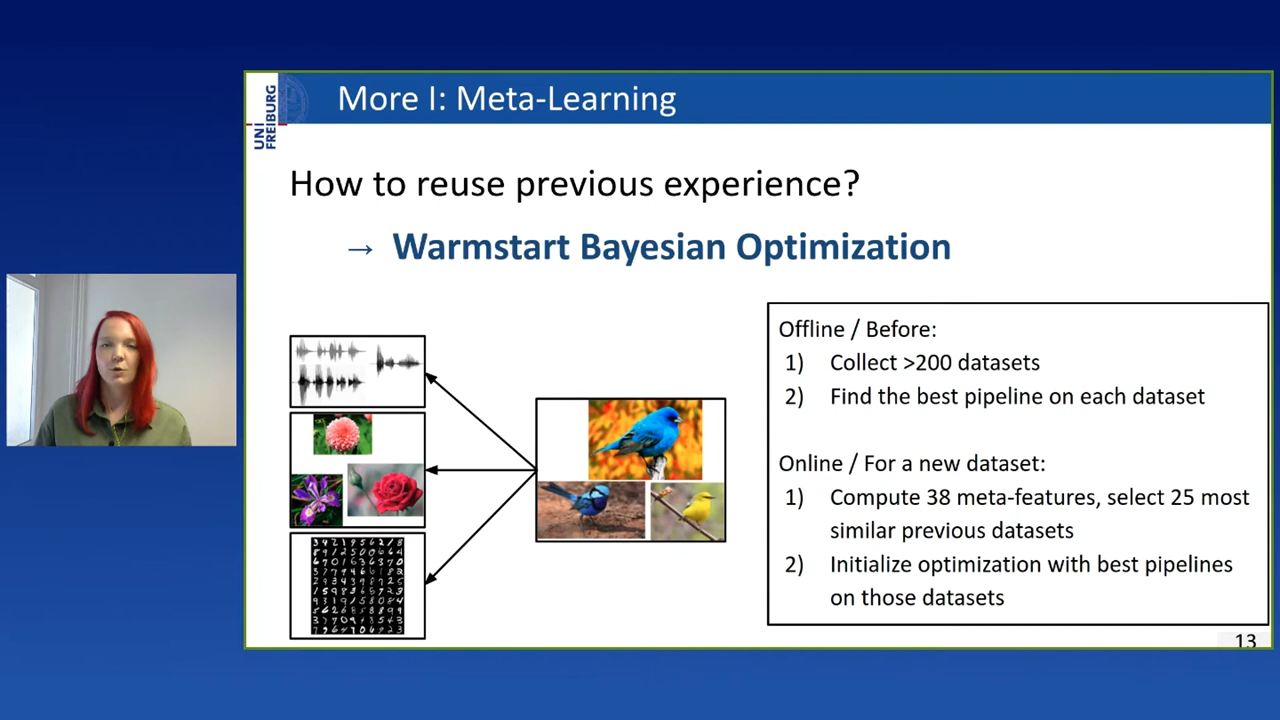 UNI
FREIBURG
More I: Meta-Learning
How to reuse previous experience?
→ Warmstart Bayesian Optimization
Offline / Before:
1) Collect >200 datasets
2) Find the best pipeline on each dataset
Online / For a new dataset:
1) Compute 38 meta-features, select 25 most
similar previous datasets
2) Initialize optimization with best pipelines
on those datasets
13